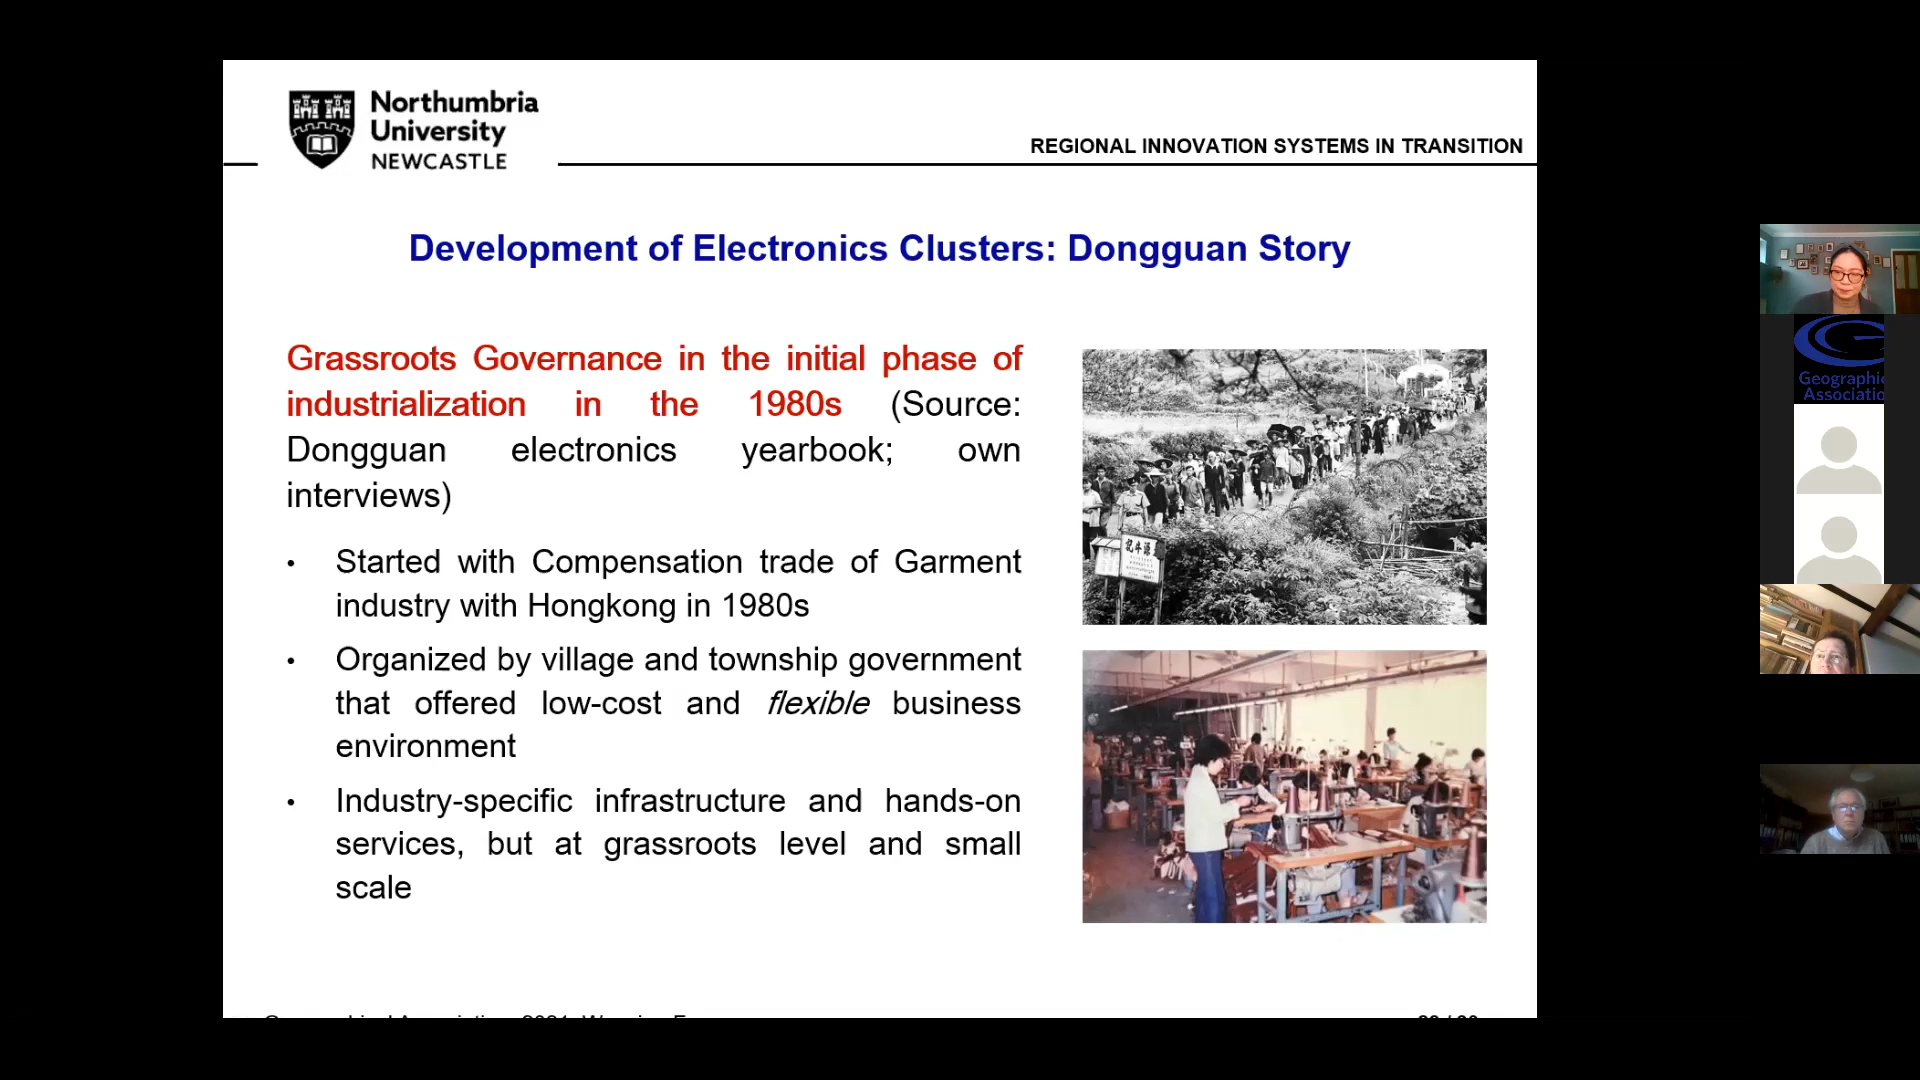 Northumbria
University
NEWCASTLE
REGIONAL INNOVATION SYSTEMS IN TRANSITION
Development of Electronics Clusters: Dongguan Story
Grassroots Governance in the initial phase of
industrialization in the 1980s (Source:
Dongguan electronics yearbook; own
interviews)
• Started with Compensation trade of Garment
industry with Hongkong in 1980s
• Organized by village and township government
that offered low-cost and flexible business
environment
• Industry-specific infrastructure and hands-on
services, but at grassroots level and small
scale
Geographic
Associatio